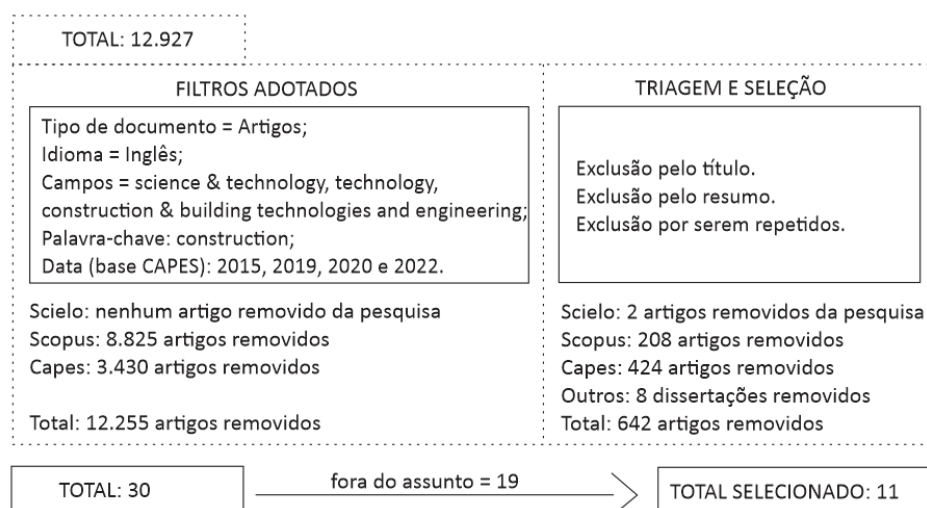 TOTAL: 12.927
FILTROS ADOTADOS
Tipo de documento = Artigos;
Idioma = Inglês;
Campos = science & technology, technology,
construction & building technologies and engineering;
Palavra-chave: construction;
Data (base CAPES): 2015, 2019, 2020 e 2022.
Scielo: nenhum artigo removido da pesquisa
Scopus: 8.825 artigos removidos
Capes: 3.430 artigos removidos
Total: 12.255 artigos removidos
TRIAGEM E SELEÇÃO
Exclusão pelo título.
Exclusão pelo resumo.
Exclusão por serem repetidos.
Scielo: 2 artigos removidos da pesquisa
Scopus: 208 artigos removidos
Capes: 424 artigos removidos
Outros: 8 dissertações removidos
Total: 642 artigos removidos
TOTAL: 30
fora do assunto = 19
TOTAL SELECIONADO: 11